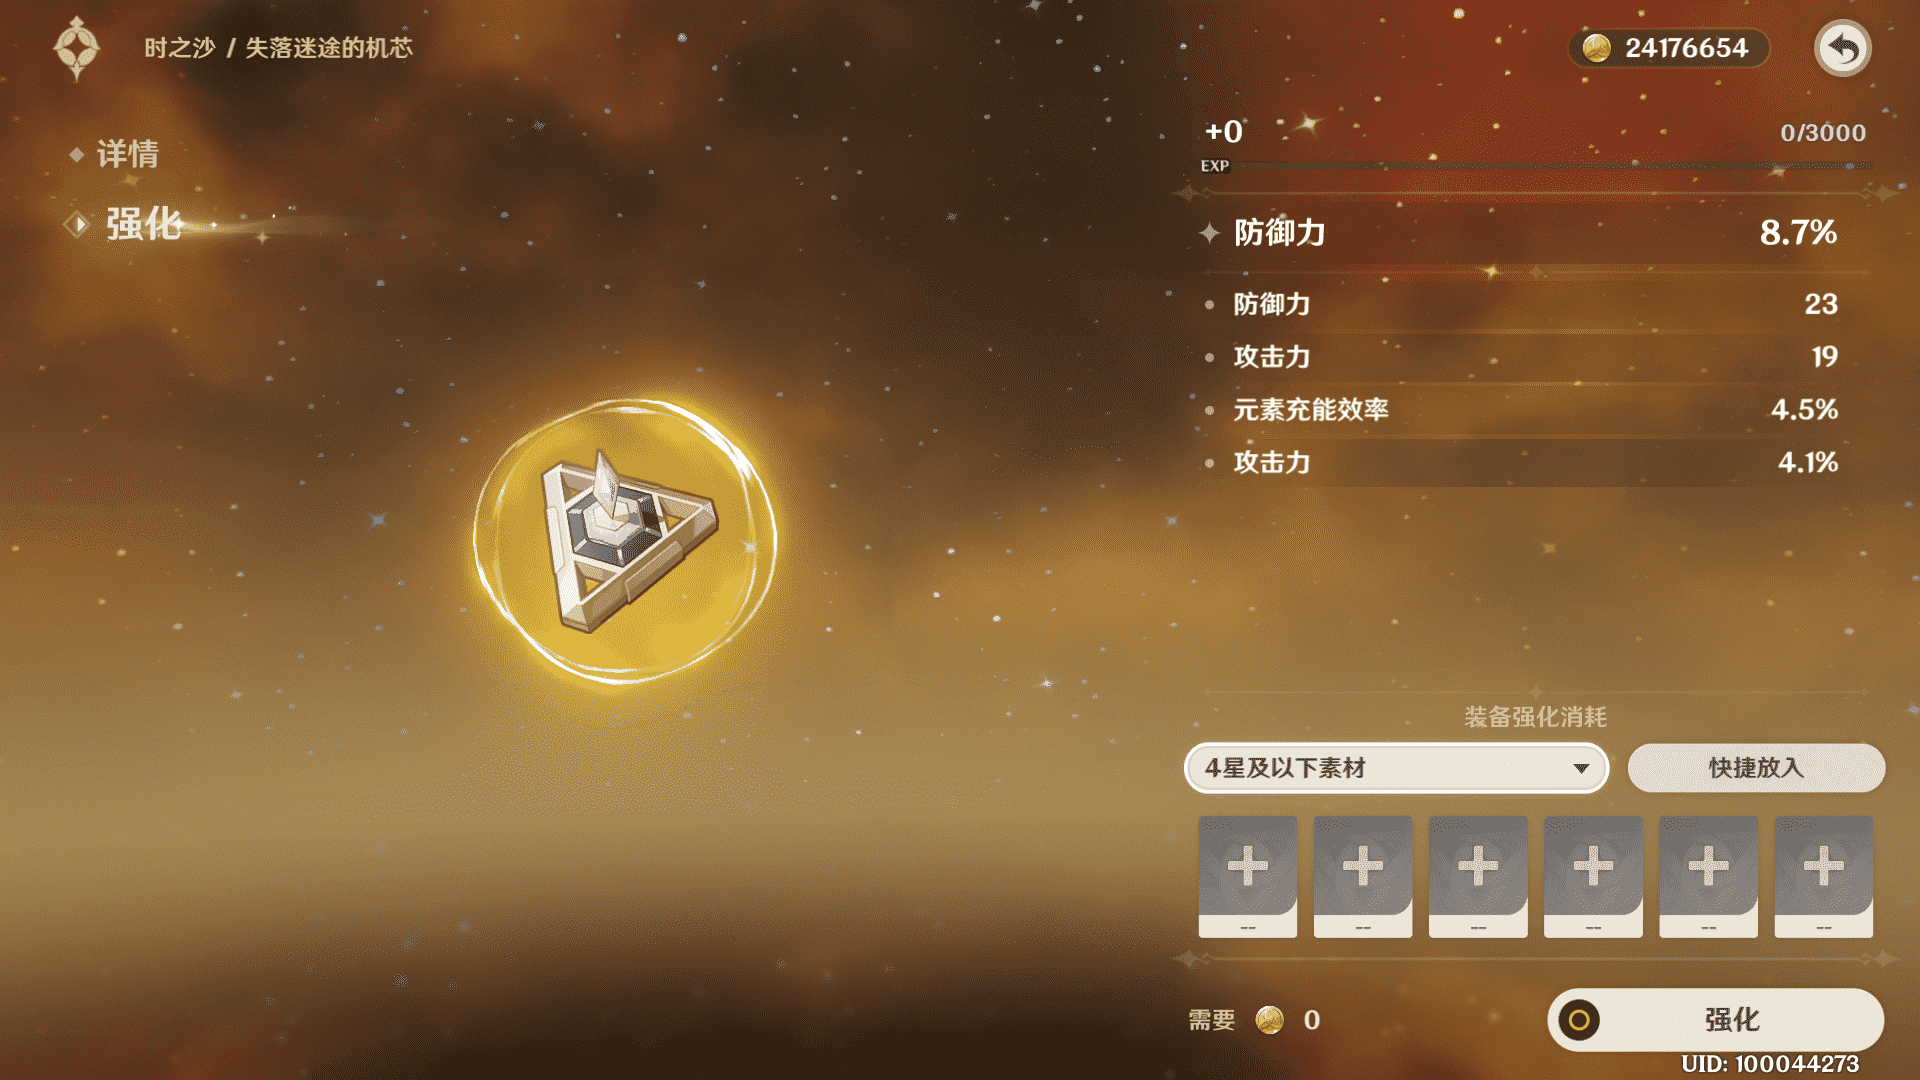 时之沙 / 失落迷途的机芯
24176654
详情
强化
+0
0/3000
EXP
防御力 8.7%
防御力 23
攻击力 19
元素充能效率 4.5%
攻击力 4.1%
装备强化消耗
4星及以下素材
快捷放入
-- -- -- -- -- --
需要 0
强化
UID: 100044273